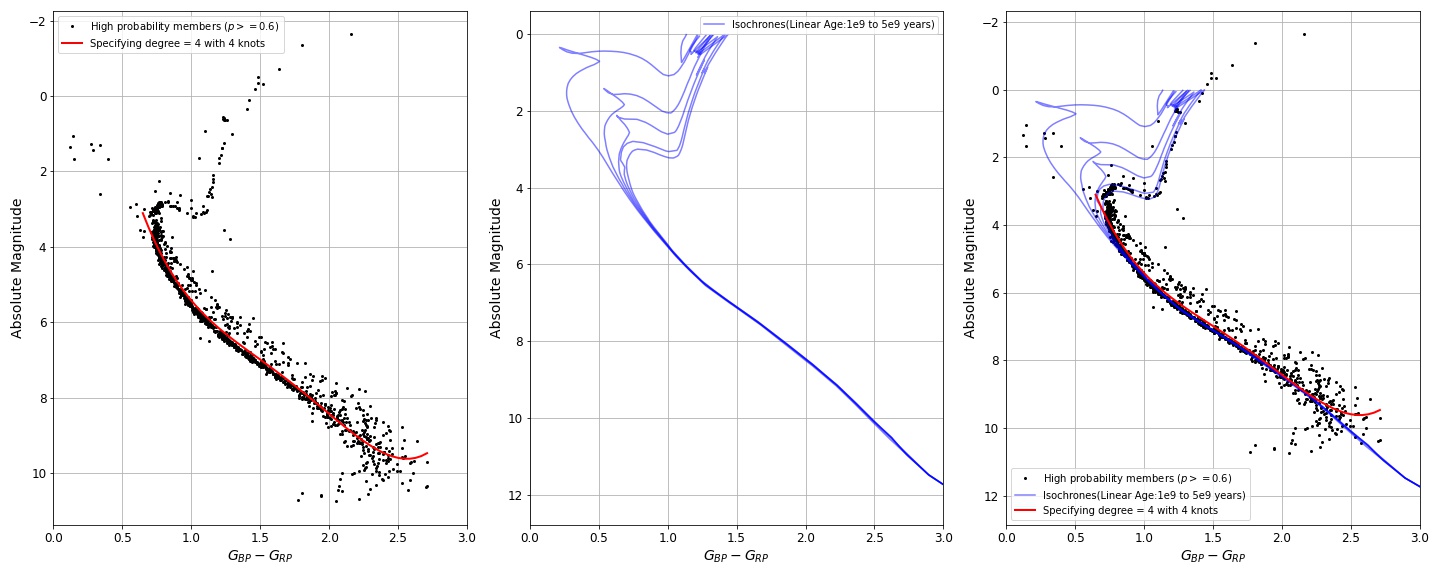 High probability members (p >= 0.6)
Specifying degree = 4 with 4 knots
−2
0
2
4
6
8
10
Absolute Magnitude
0.0 0.5 1.0 1.5 2.0 2.5 3.0
G_BP − G_RP
Isochrones(Linear Age:1e9 to 5e9 years)
0
2
4
6
8
10
12
Absolute Magnitude
0.0 0.5 1.0 1.5 2.0 2.5 3.0
G_BP − G_RP
−2
0
2
4
6
8
10
12
Absolute Magnitude
High probability members (p >= 0.6)
Isochrones(Linear Age:1e9 to 5e9 years)
Specifying degree = 4 with 4 knots
0.0 0.5 1.0 1.5 2.0 2.5 3.0
G_BP − G_RP